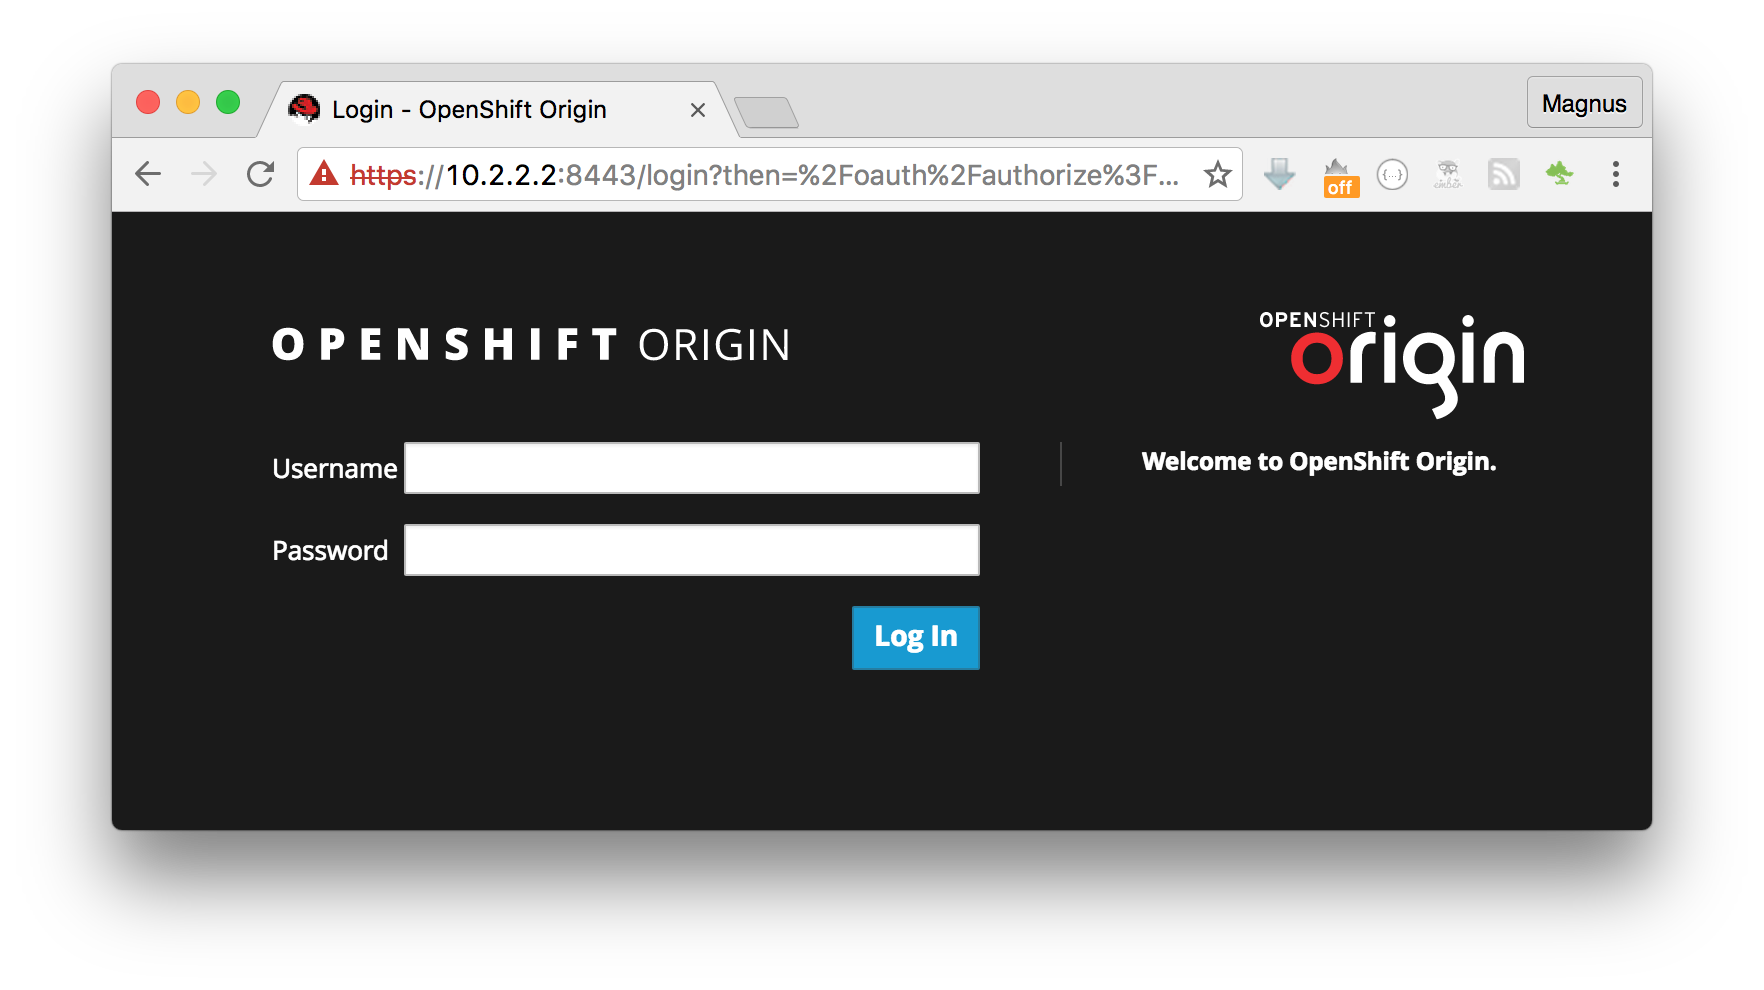 Login - OpenShift Origin
Magnus
https://10.2.2.2:8443/login?then=%2Foauth%2Fauthorize%3F...
off
{...}
ember
OPENSHIFT ORIGIN
OPENSHIFT
origin
Username
Welcome to OpenShift Origin.
Password
Log In